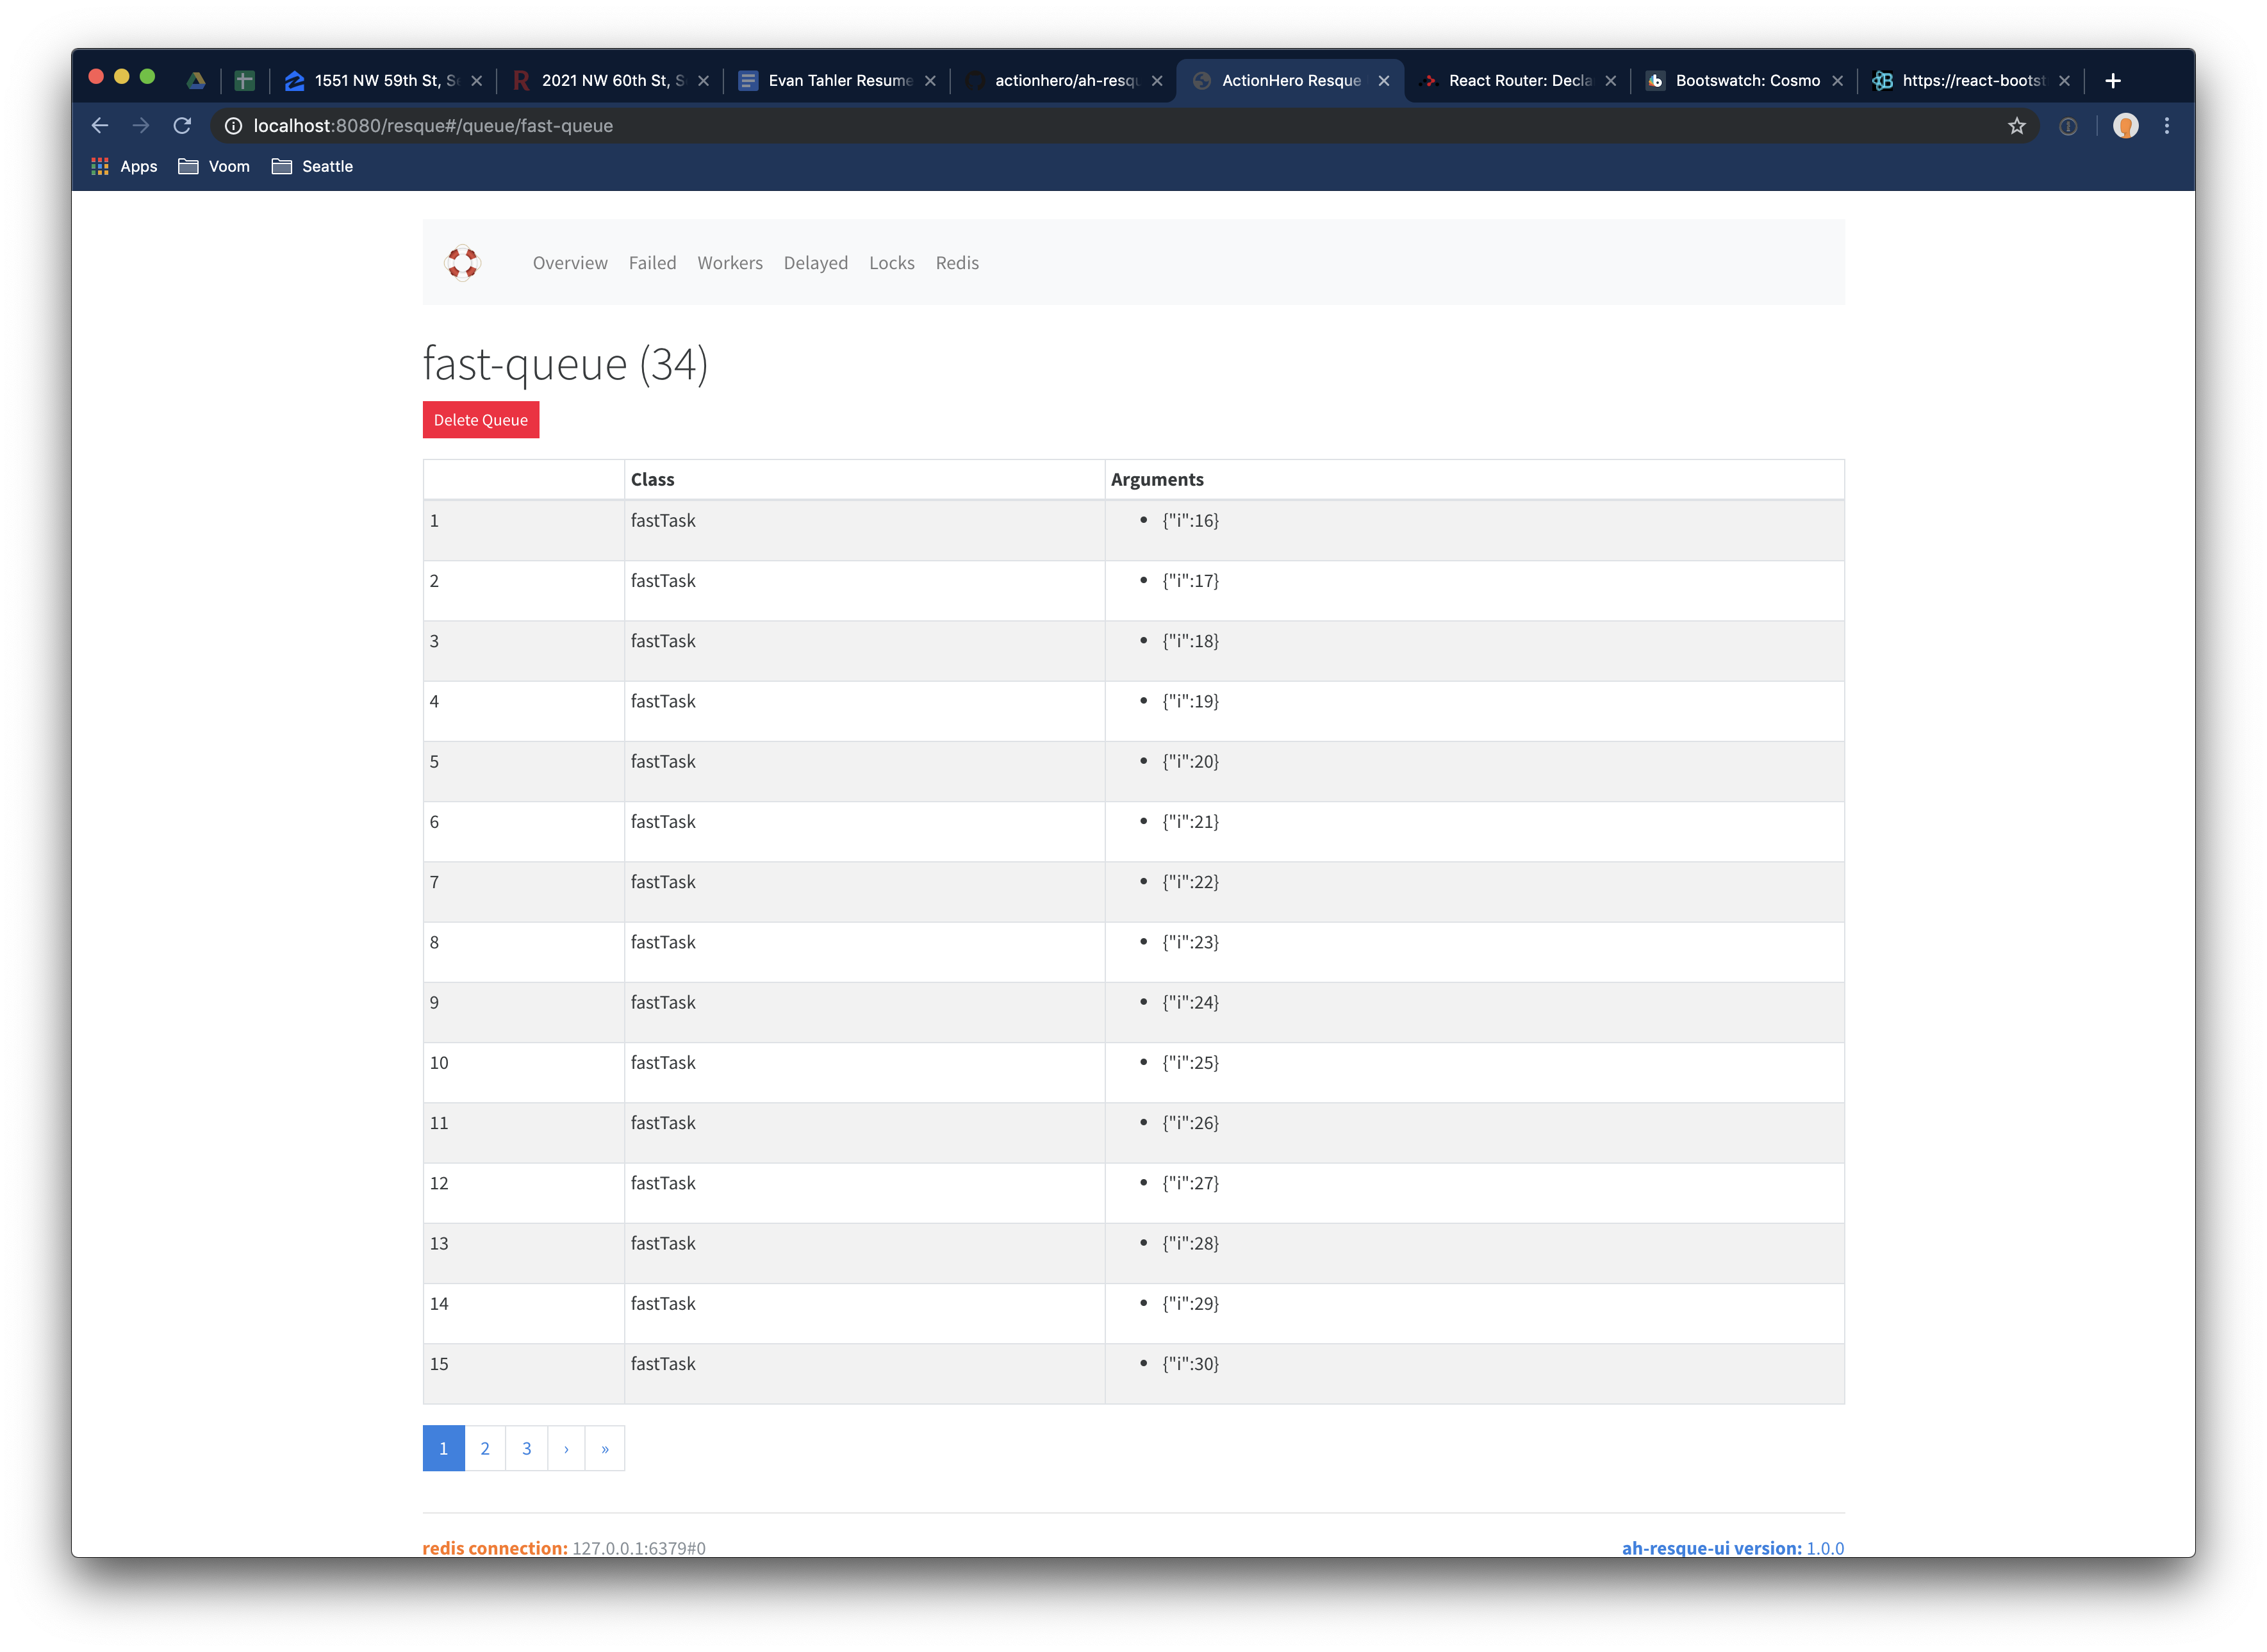 1551 NW 59th St, S
2021 NW 60th St, S
Evan Tahler Resume
actionhero/ah-resqu
ActionHero Resque
React Router: Decla
Bootswatch: Cosmo
https://react-bootst
localhost:8080/resque#/queue/fast-queue
Apps
Voom
Seattle
Overview Failed Workers Delayed Locks Redis
fast-queue (34)
Delete Queue
Class Arguments
1 fastTask • {"i":16}
2 fastTask • {"i":17}
3 fastTask • {"i":18}
4 fastTask • {"i":19}
5 fastTask • {"i":20}
6 fastTask • {"i":21}
7 fastTask • {"i":22}
8 fastTask • {"i":23}
9 fastTask • {"i":24}
10 fastTask • {"i":25}
11 fastTask • {"i":26}
12 fastTask • {"i":27}
13 fastTask • {"i":28}
14 fastTask • {"i":29}
15 fastTask • {"i":30}
1 2 3 › »
redis connection: 127.0.0.1:6379#0
ah-resque-ui version: 1.0.0